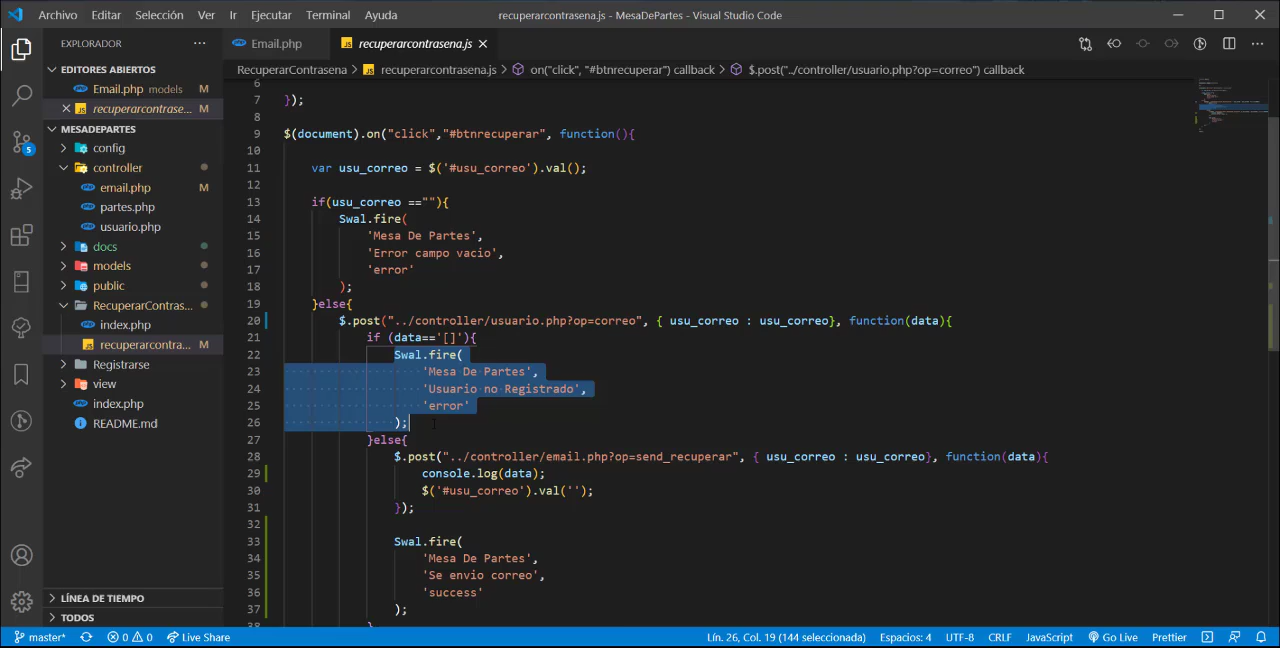 Archivo Editar Selección Ver Ir Ejecutar Terminal Ayuda recuperarcontrasena.js - MesaDePartes - Visual Studio Code
EXPLORADOR ···
EDITORES ABIERTOS
Email.php models M
recuperarcontrase... M
MESADEPARTES
config
controller
email.php M
partes.php
usuario.php
docs
models
public
RecuperarContras...
index.php
recuperarcontra... M
Registrarse
view
index.php
README.md
LÍNEA DE TIEMPO
TODOS
5
Email.php JS recuperarcontrasena.js
RecuperarContrasena > JS recuperarcontrasena.js > on("click", "#btnrecuperar") callback > $.post("../controller/usuario.php?op=correo") callback
6
7 });
8
9 $(document).on("click","#btnrecuperar", function(){
10
11 var usu_correo = $('#usu_correo').val();
12
13 if(usu_correo ==""){
14 Swal.fire(
15 'Mesa De Partes',
16 'Error campo vacio',
17 'error'
18 );
19 }else{
20 $.post("../controller/usuario.php?op=correo", { usu_correo : usu_correo}, function(data){
21 if (data=='[]'){
22 Swal.fire(
23 'Mesa De Partes',
24 'Usuario no Registrado',
25 'error'
26 );
27 }else{
28 $.post("../controller/email.php?op=send_recuperar", { usu_correo : usu_correo}, function(data){
29 console.log(data);
30 $('#usu_correo').val('');
31 });
32
33 Swal.fire(
34 'Mesa De Partes',
35 'Se envio correo',
36 'success'
37 );
38 }
master* 0 0 Live Share Lín. 26, Col. 19 (144 seleccionada) Espacios: 4 UTF-8 CRLF JavaScript Go Live Prettier